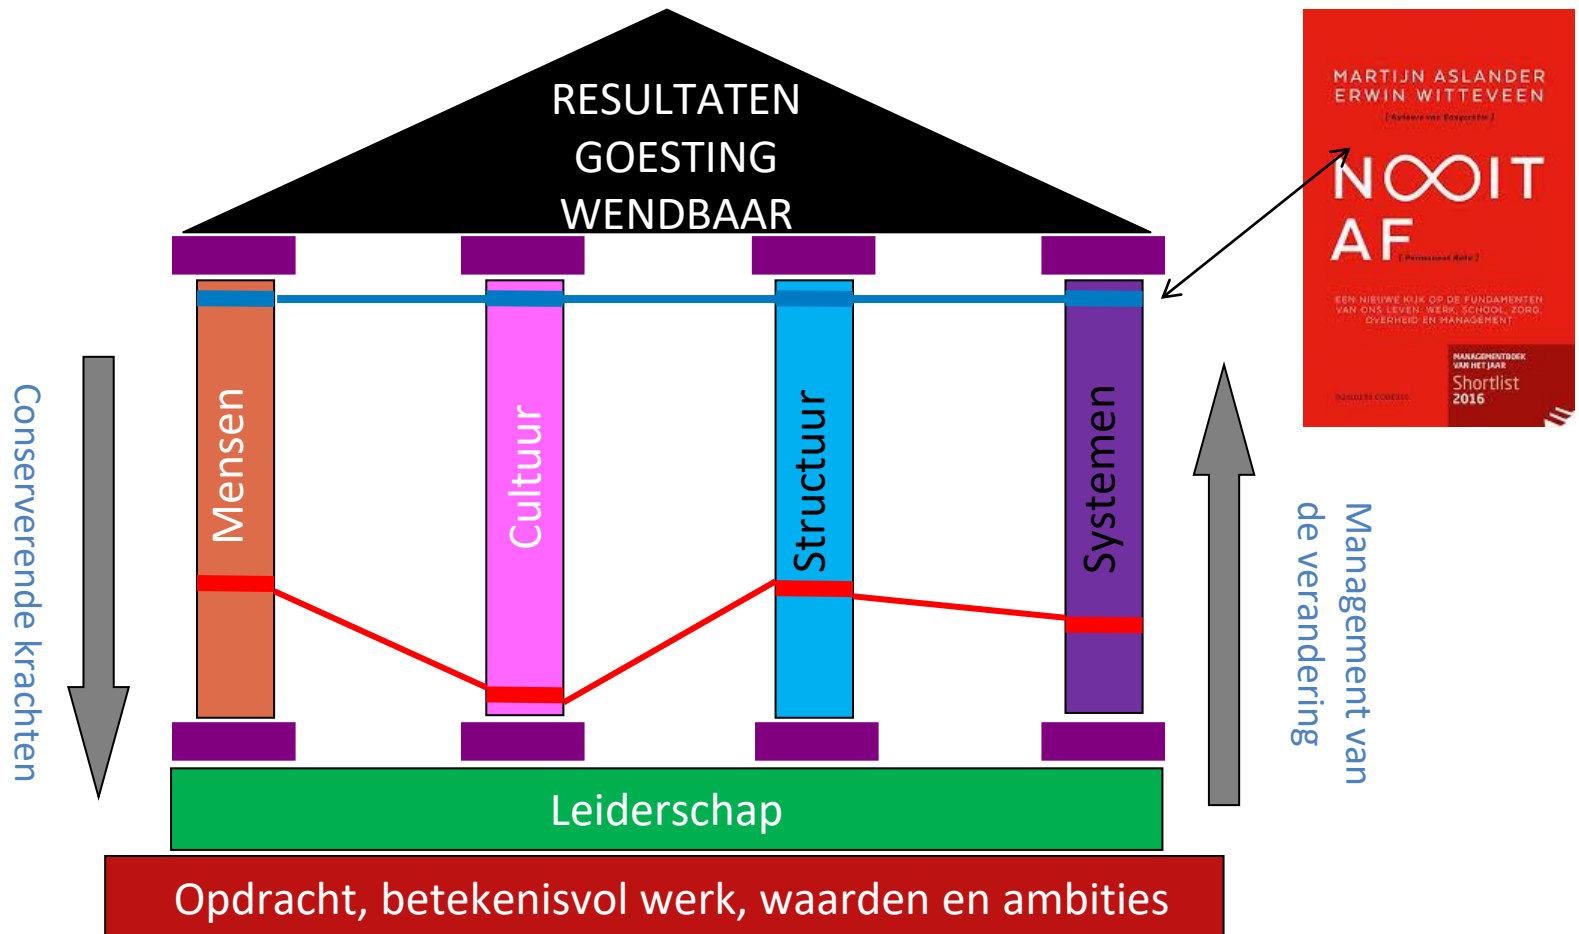 RESULTATEN
GOESTING
WENDBAAR
MARTIJN ASLANDER
ERWIN WITTEVEEN
NOOIT
AF
[ Permanent Beta ]
EEN NIEUWE KIJK OP DE FUNDAMENTEN
VAN ONS LEVEN: WERK, SCHOOL, ZORG,
OVERHEID EN MANAGEMENT
MANAGEMENTBOEK
VAN HET JAAR
Shortlist
2016
Conserverende krachten
Mensen
Cultuur
Structuur
Systemen
Management van
de verandering
Leiderschap
Opdracht, betekenisvol werk, waarden en ambities